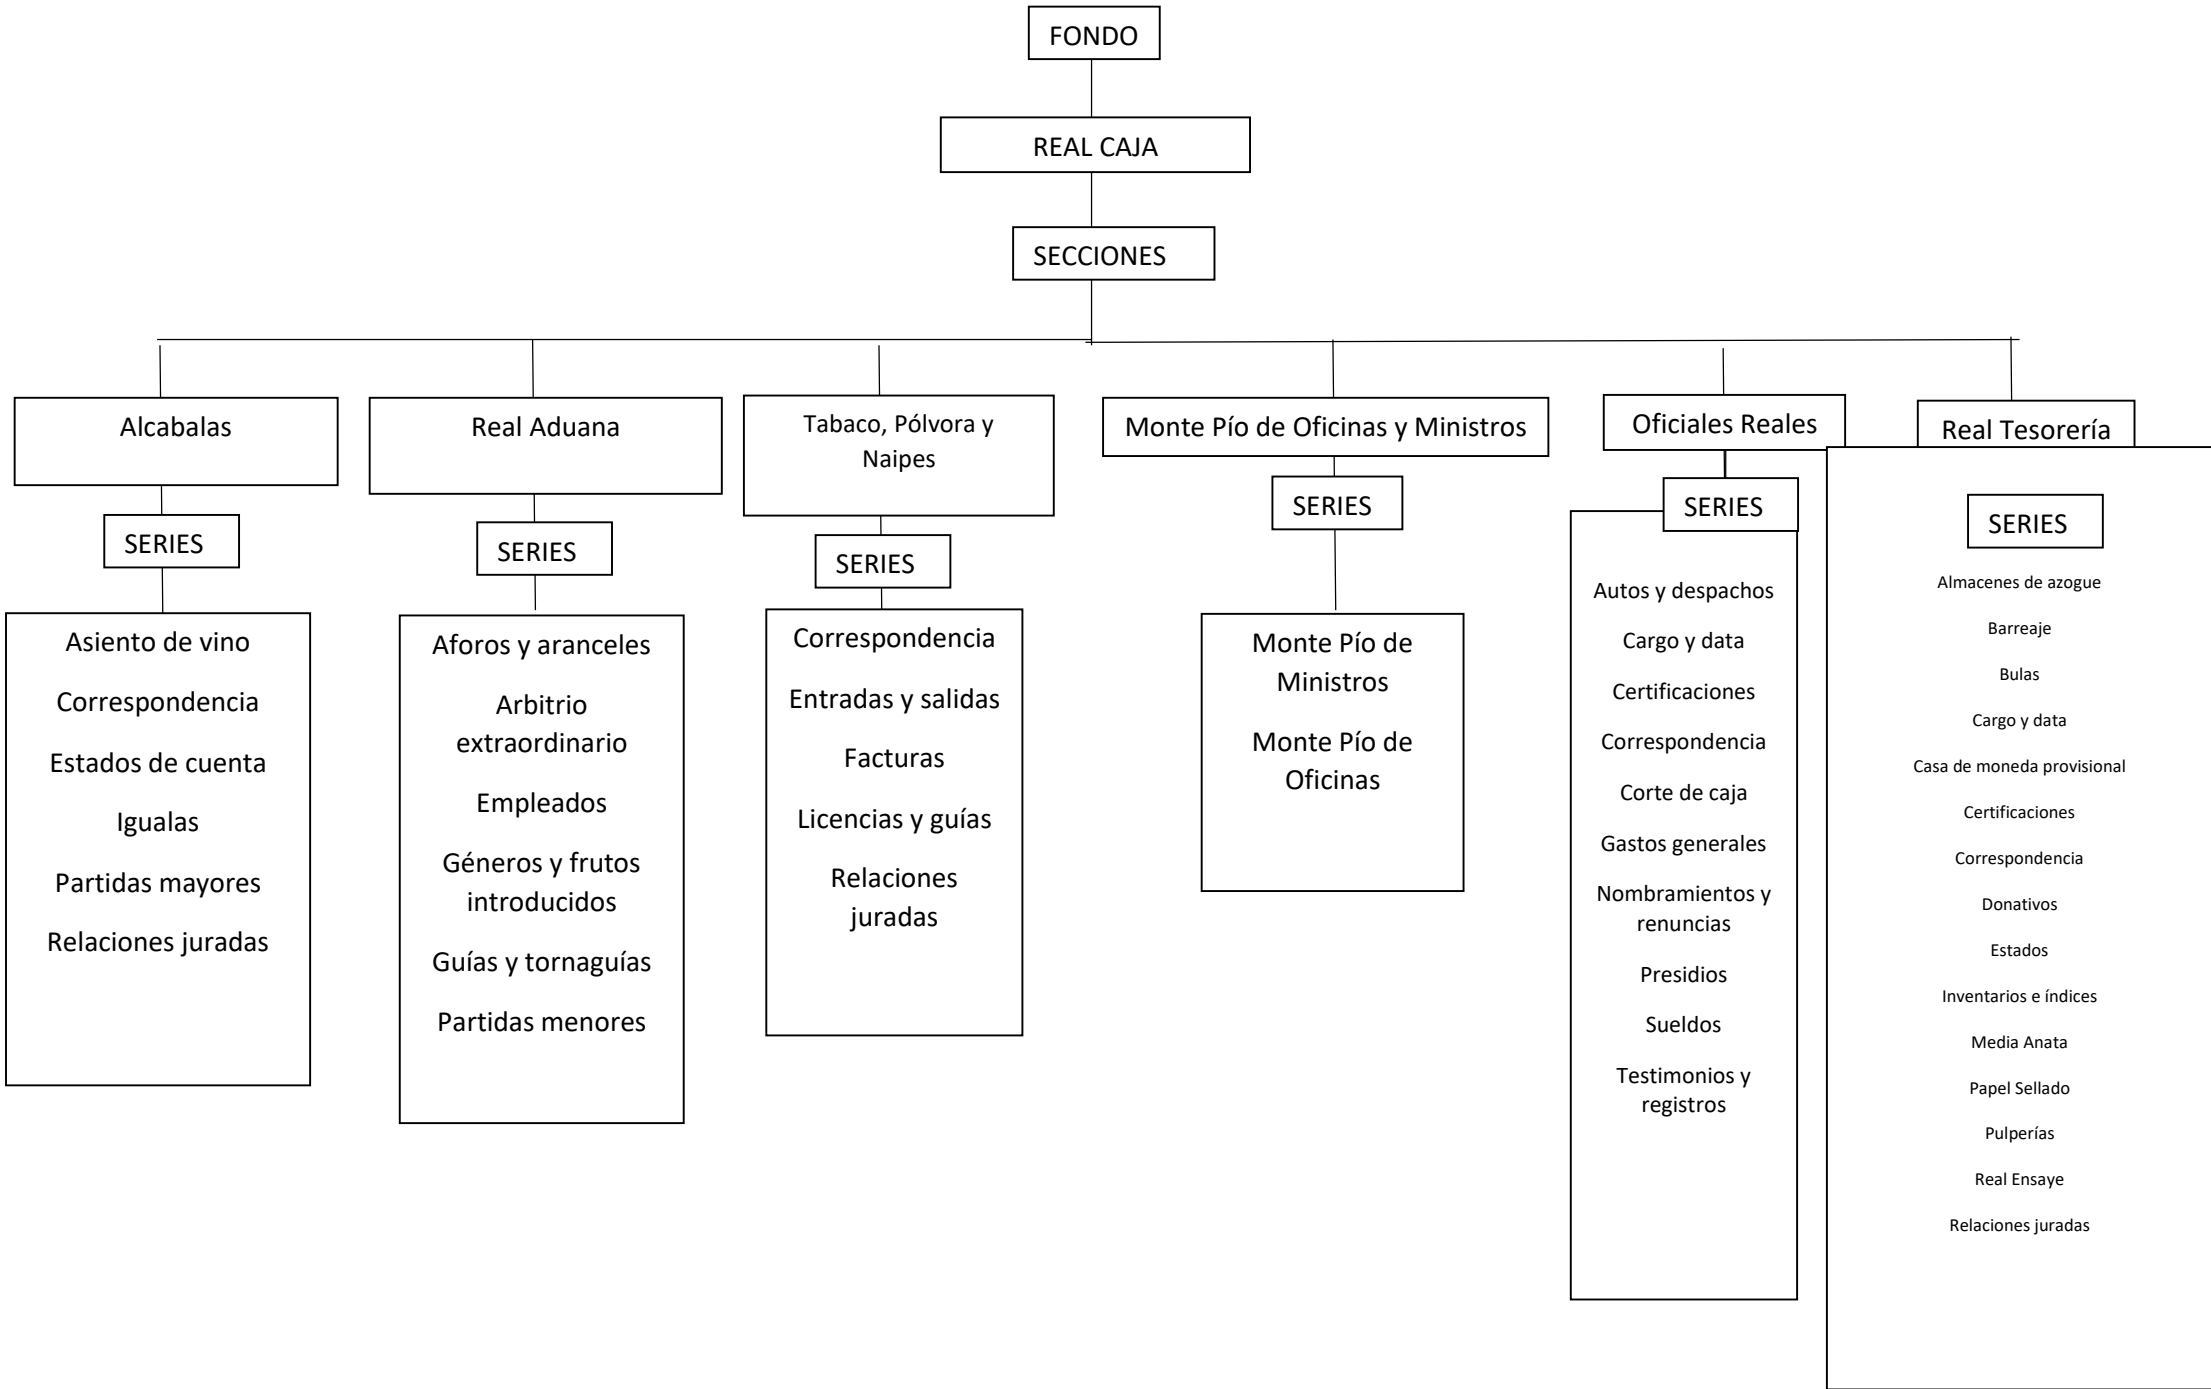 FONDO
REAL CAJA
SECCIONES
Alcabalas
SERIES
Asiento de vino
Correspondencia
Estados de cuenta
Igualas
Partidas mayores
Relaciones juradas
Real Aduana
SERIES
Aforos y aranceles
Arbitrio
extraordinario
Empleados
Géneros y frutos
introducidos
Guías y tornaguías
Partidas menores
Tabaco, Pólvora y
Naipes
SERIES
Correspondencia
Entradas y salidas
Facturas
Licencias y guías
Relaciones
juradas
Monte Pío de Oficinas y Ministros
SERIES
Monte Pío de
Ministros
Monte Pío de
Oficinas
Oficiales Reales
SERIES
Autos y despachos
Cargo y data
Certificaciones
Correspondencia
Corte de caja
Gastos generales
Nombramientos y
renuncias
Presidios
Sueldos
Testimonios y
registros
Real Tesorería
SERIES
Almacenes de azogue
Barreaje
Bulas
Cargo y data
Casa de moneda provisional
Certificaciones
Correspondencia
Donativos
Estados
Inventarios e índices
Media Anata
Papel Sellado
Pulperías
Real Ensaye
Relaciones juradas